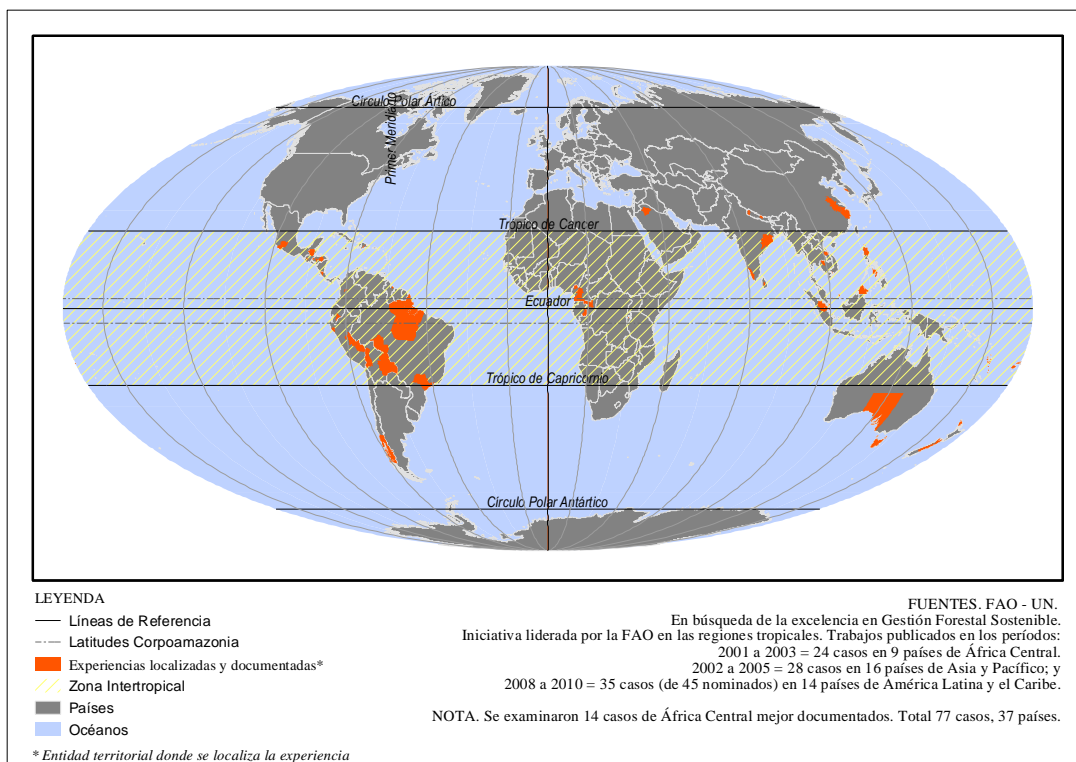 Círculo Polar Ártico
Primer Meridiano
Trópico de Cancer
Ecuador
Trópico de Capricornio
Círculo Polar Antártico
LEYENDA
Líneas de Referencia
Latitudes Corpoamazonia
Experiencias localizadas y documentadas*
Zona Intertropical
Países
Océanos
* Entidad territorial donde se localiza la experiencia
FUENTES. FAO - UN.
En búsqueda de la excelencia en Gestión Forestal Sostenible.
Iniciativa liderada por la FAO en las regiones tropicales. Trabajos publicados en los períodos:
2001 a 2003 = 24 casos en 9 países de África Central.
2002 a 2005 = 28 casos en 16 países de Asia y Pacífico; y
2008 a 2010 = 35 casos (de 45 nominados) en 14 países de América Latina y el Caribe.
NOTA. Se examinaron 14 casos de África Central mejor documentados. Total 77 casos, 37 países.